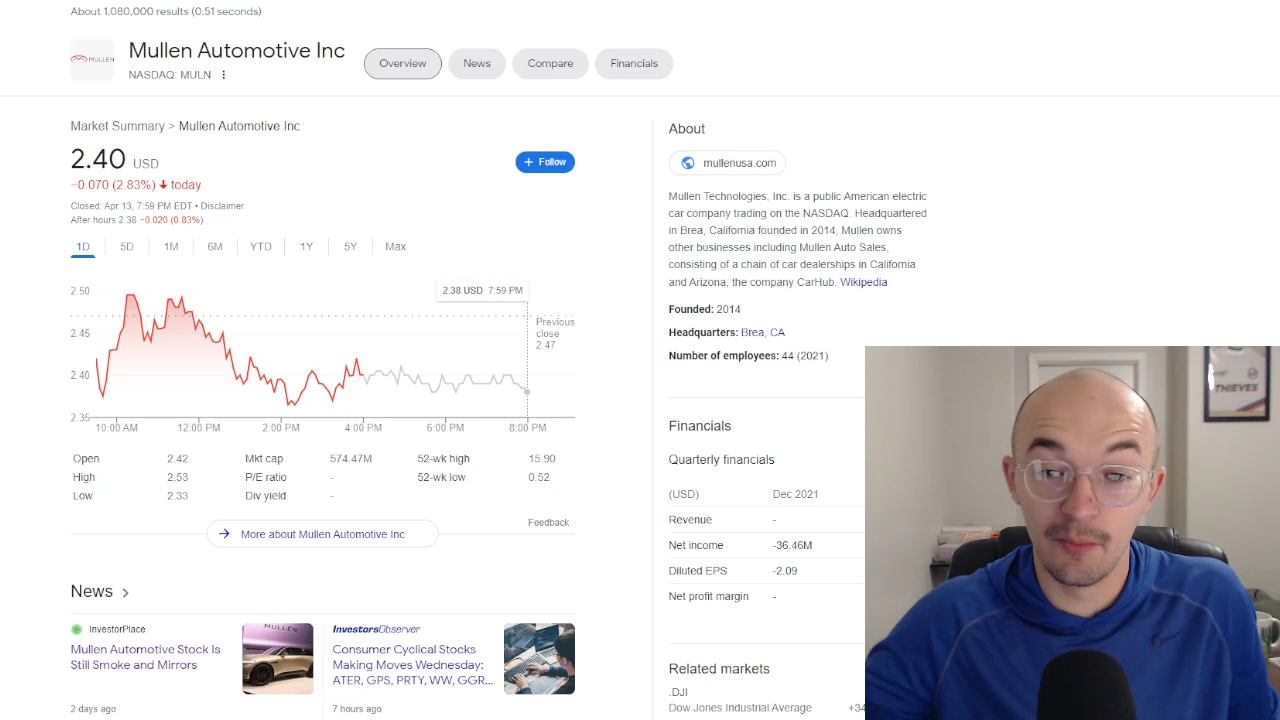 About 1,080,000 results (0.51 seconds)
MULLEN
Mullen Automotive Inc
NASDAQ: MULN
Overview
News
Compare
Financials
Market Summary > Mullen Automotive Inc
2.40 USD
+ Follow
−0.070 (2.83%) today
Closed: Apr 13, 7:59 PM EDT • Disclaimer
After hours 2.38 −0.020 (0.83%)
1D
5D
1M
6M
YTD
1Y
5Y
Max
2.50
2.45
2.40
2.35
2.38 USD 7:59 PM
Previous
close
2.47
10:00 AM
12:00 PM
2:00 PM
4:00 PM
6:00 PM
8:00 PM
Open 2.42 Mkt cap 574.47M 52-wk high 15.90
High 2.53 P/E ratio - 52-wk low 0.52
Low 2.33 Div yield -
Feedback
More about Mullen Automotive Inc
News
InvestorPlace
Mullen Automotive Stock Is
Still Smoke and Mirrors
2 days ago
MULLEN
InvestorsObserver
Consumer Cyclical Stocks
Making Moves Wednesday:
ATER, GPS, PRTY, WW, GGR...
7 hours ago
About
mullenusa.com
Mullen Technologies, Inc. is a public American electric
car company trading on the NASDAQ. Headquartered
in Brea, California founded in 2014, Mullen owns
other businesses including Mullen Auto Sales,
consisting of a chain of car dealerships in California
and Arizona, the company CarHub. Wikipedia
Founded: 2014
Headquarters: Brea, CA
Number of employees: 44 (2021)
Financials
Quarterly financials
(USD) Dec 2021
Revenue -
Net income -36.46M
Diluted EPS -2.09
Net profit margin -
Related markets
.DJI
Dow Jones Industrial Average +34
THIEVES